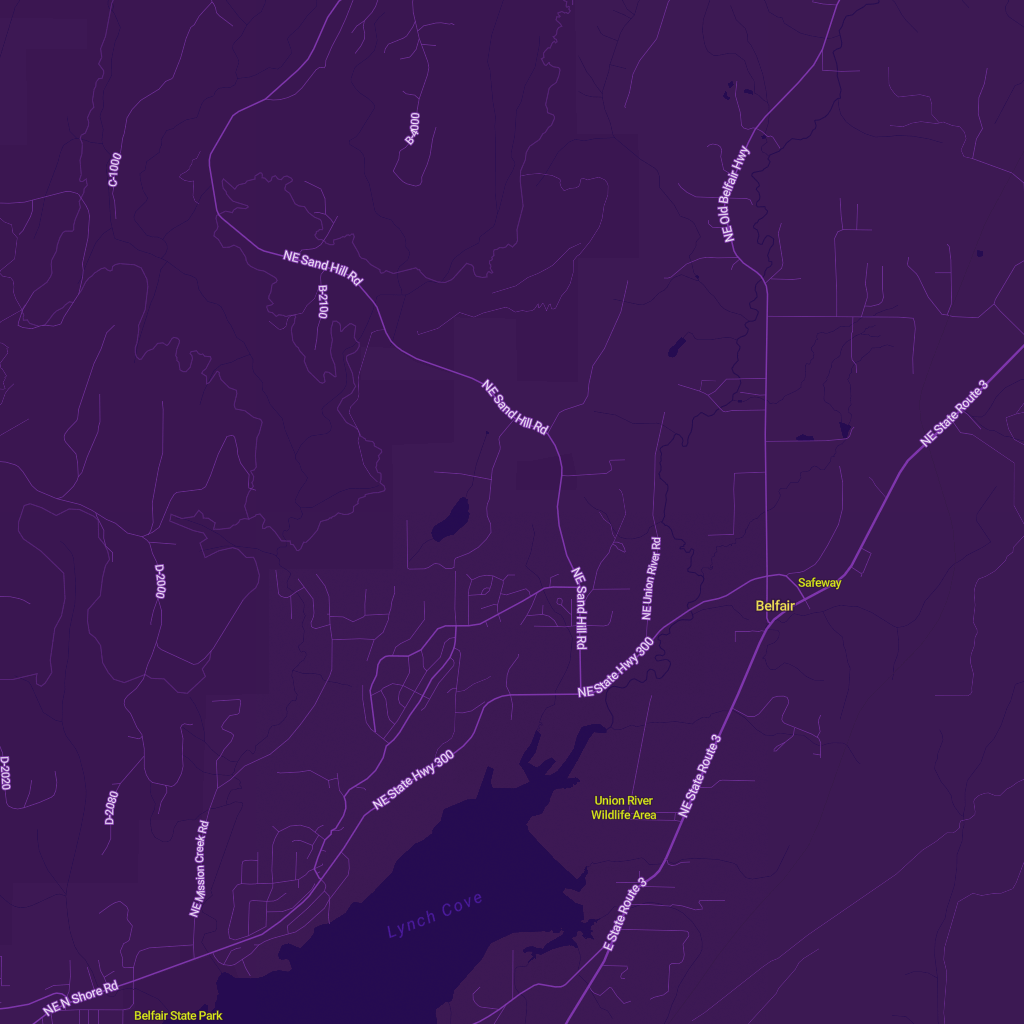 B-4000
C-1000
NE Old Belfair Hwy
NE Sand Hill Rd
B-2100
NE Sand Hill Rd
NE State Route 3
D-2000
NE Union River Rd
NE Sand Hill Rd
Safeway
Belfair
NE State Hwy 300
NE State Route 3
D-2020
NE State Hwy 300
D-2080
Union River
Wildlife Area
NE Mission Creek Rd
Lynch Cove
E State Route 3
NE N Shore Rd
Belfair State Park